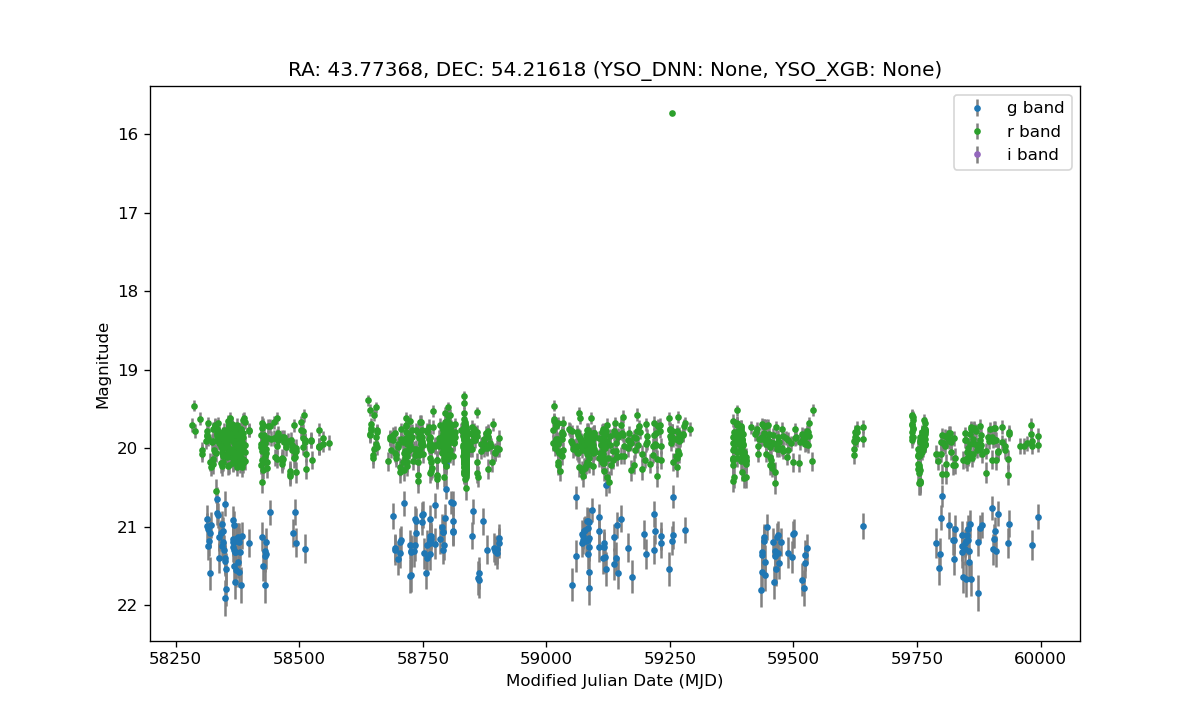 RA: 43.77368, DEC: 54.21618 (YSO_DNN: None, YSO_XGB: None)
g band
r band
i band
16
17
18
19
20
21
22
Magnitude
58250 58500 58750 59000 59250 59500 59750 60000
Modified Julian Date (MJD)